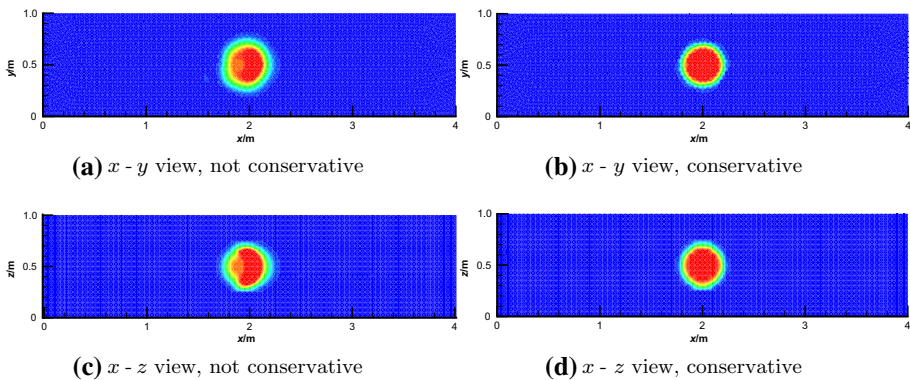 1.0
y/m
0.5
0
0
1
2
3
4
x/m
(a) x - y view, not conservative
1.0
y/m
0.5
0
0
1
2
3
4
x/m
(b) x - y view, conservative
1.0
z/m
0.5
0
0
1
2
3
4
x/m
(c) x - z view, not conservative
1.0
z/m
0.5
0
0
1
2
3
4
x/m
(d) x - z view, conservative